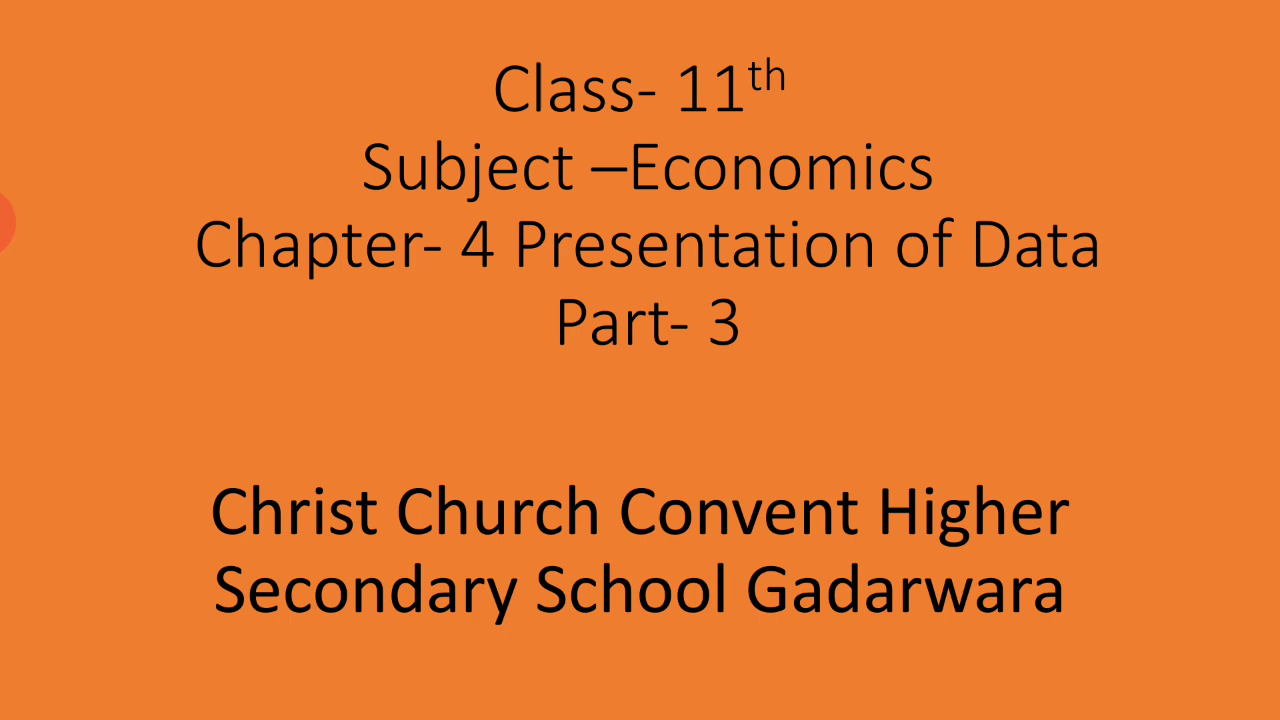 Class- 11th
Subject –Economics
Chapter- 4 Presentation of Data
Part- 3
Christ Church Convent Higher
Secondary School Gadarwara